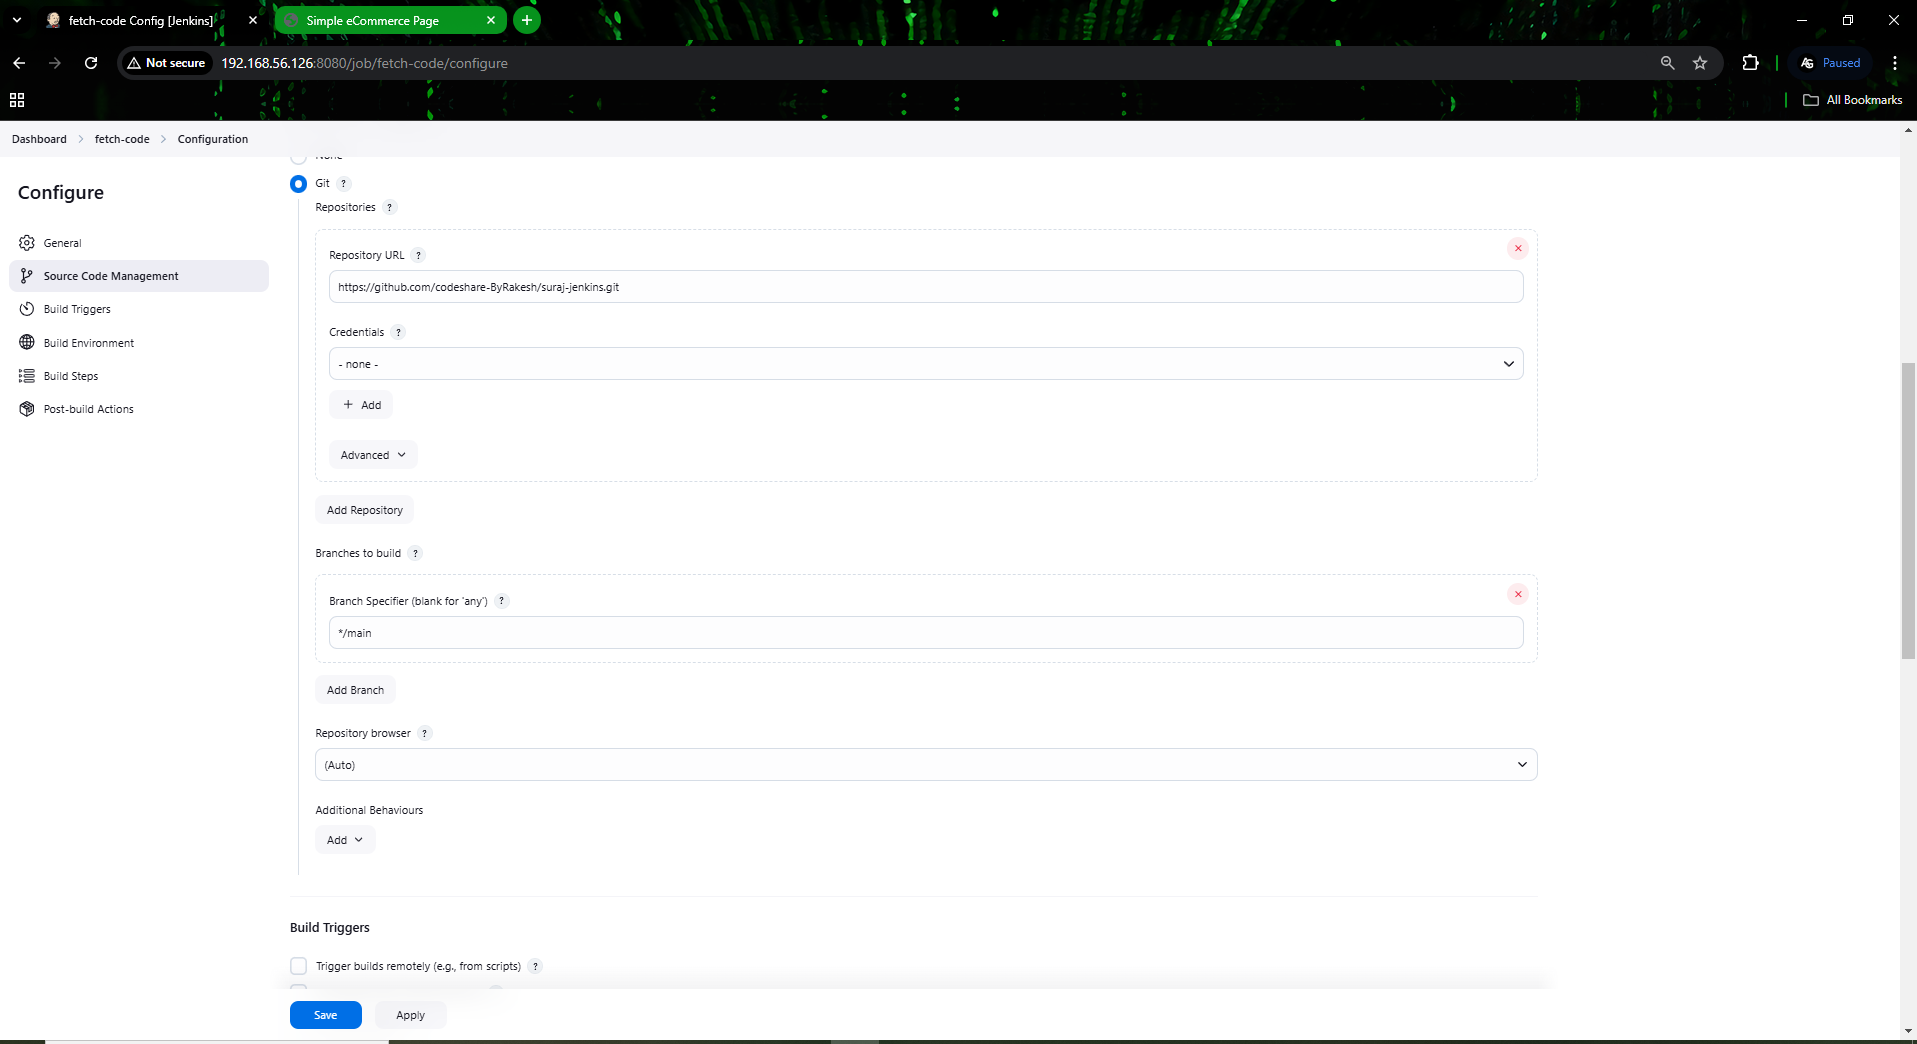 fetch-code Config [Jenkins]
Simple eCommerce Page
Not secure
192.168.56.126:8080/job/fetch-code/configure
Paused
All Bookmarks
Dashboard
fetch-code
Configuration
None
Configure
General
Source Code Management
Build Triggers
Build Environment
Build Steps
Post-build Actions
Git ?
Repositories ?
Repository URL ?
https://github.com/codeshare-ByRakesh/suraj-jenkins.git
Credentials ?
- none -
+ Add
Advanced
Add Repository
Branches to build ?
Branch Specifier (blank for 'any') ?
*/main
Add Branch
Repository browser ?
(Auto)
Additional Behaviours
Add
Build Triggers
Trigger builds remotely (e.g., from scripts) ?
Save
Apply